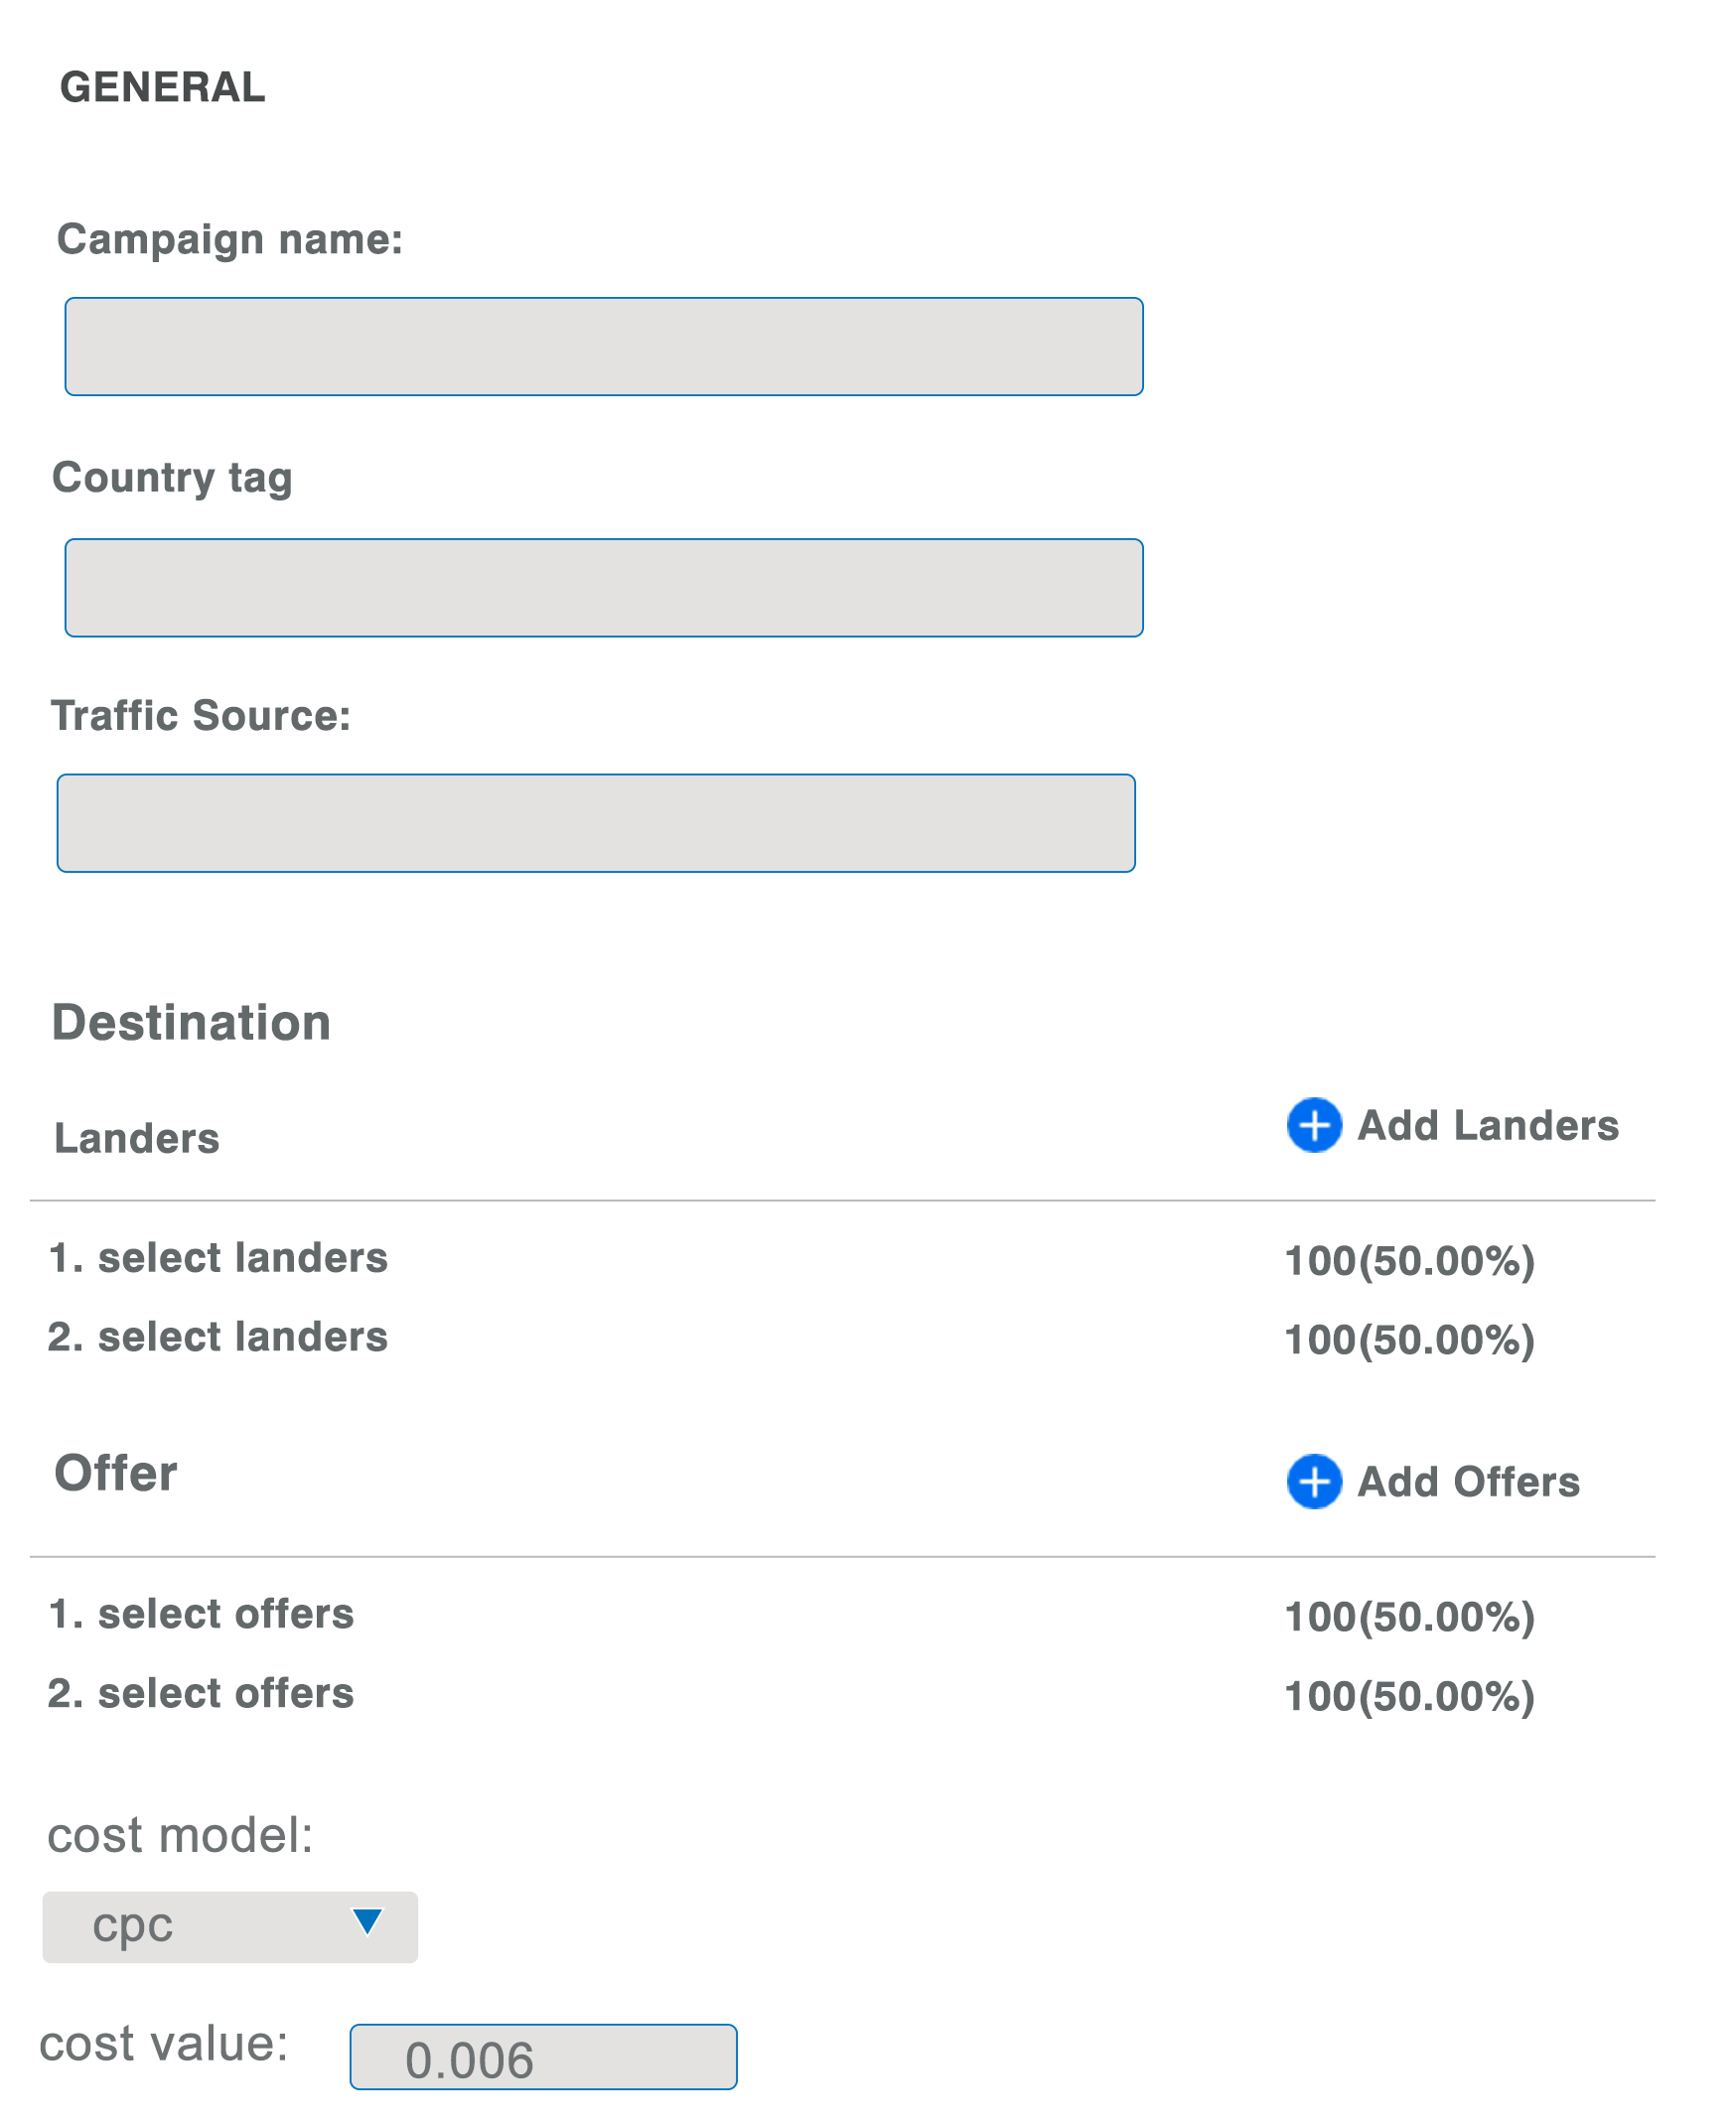 GENERAL
Campaign name:
Country tag
Traffic Source:
Destination
Landers
Add Landers
1. select landers
100(50.00%)
2. select landers
100(50.00%)
Offer
Add Offers
1. select offers
100(50.00%)
2. select offers
100(50.00%)
cost model:
cpc
cost value:
0.006